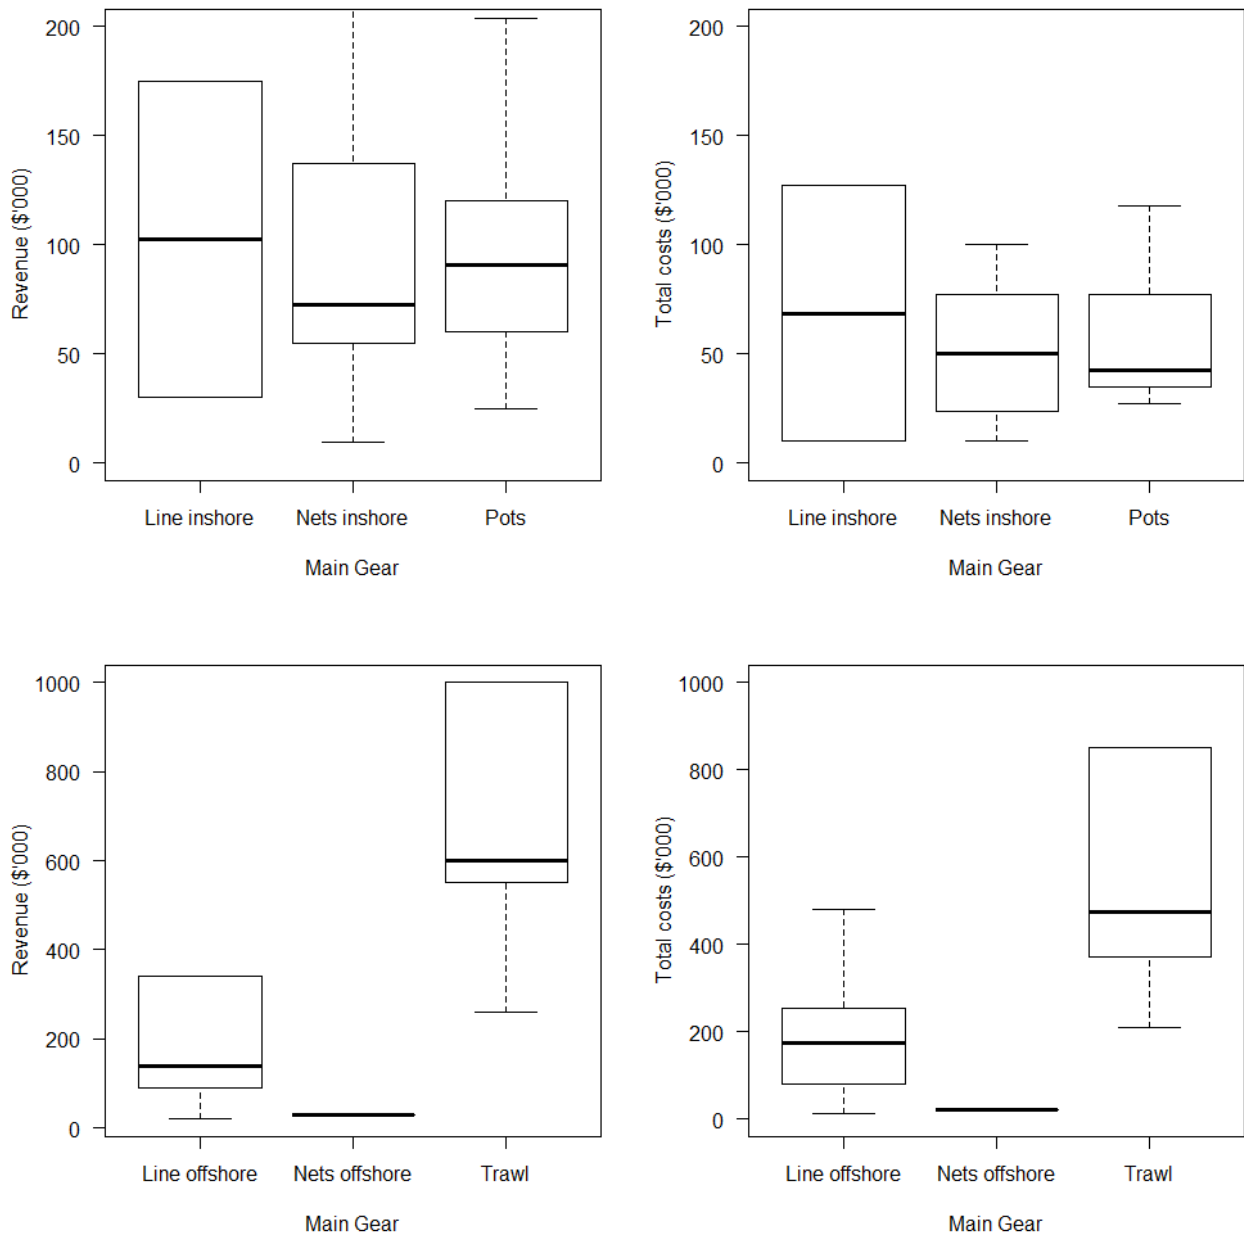 Revenue ($'000)
200
150
100
50
0
Line inshore Nets inshore Pots
Main Gear
Total costs ($'000)
200
150
100
50
0
Line inshore Nets inshore Pots
Main Gear
Revenue ($'000)
1000
800
600
400
200
0
Line offshore Nets offshore Trawl
Main Gear
Total costs ($'000)
1000
800
600
400
200
0
Line offshore Nets offshore Trawl
Main Gear